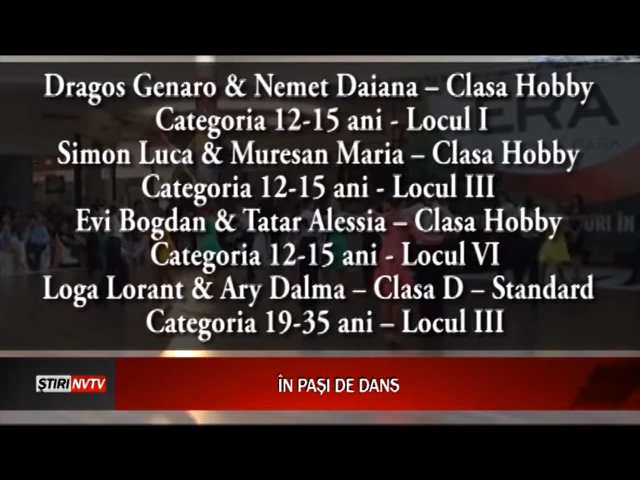 Dragos Genaro & Nemet Daiana – Clasa Hobby
Categoria 12-15 ani - Locul I
Simon Luca & Muresan Maria – Clasa Hobby
Categoria 12-15 ani - Locul III
Evi Bogdan & Tatar Alessia – Clasa Hobby
Categoria 12-15 ani - Locul VI
Loga Lorant & Ary Dalma – Clasa D – Standard
Categoria 19-35 ani – Locul III
ERA
PARK
ȘTIRI NVTV
ÎN PAȘI DE DANS